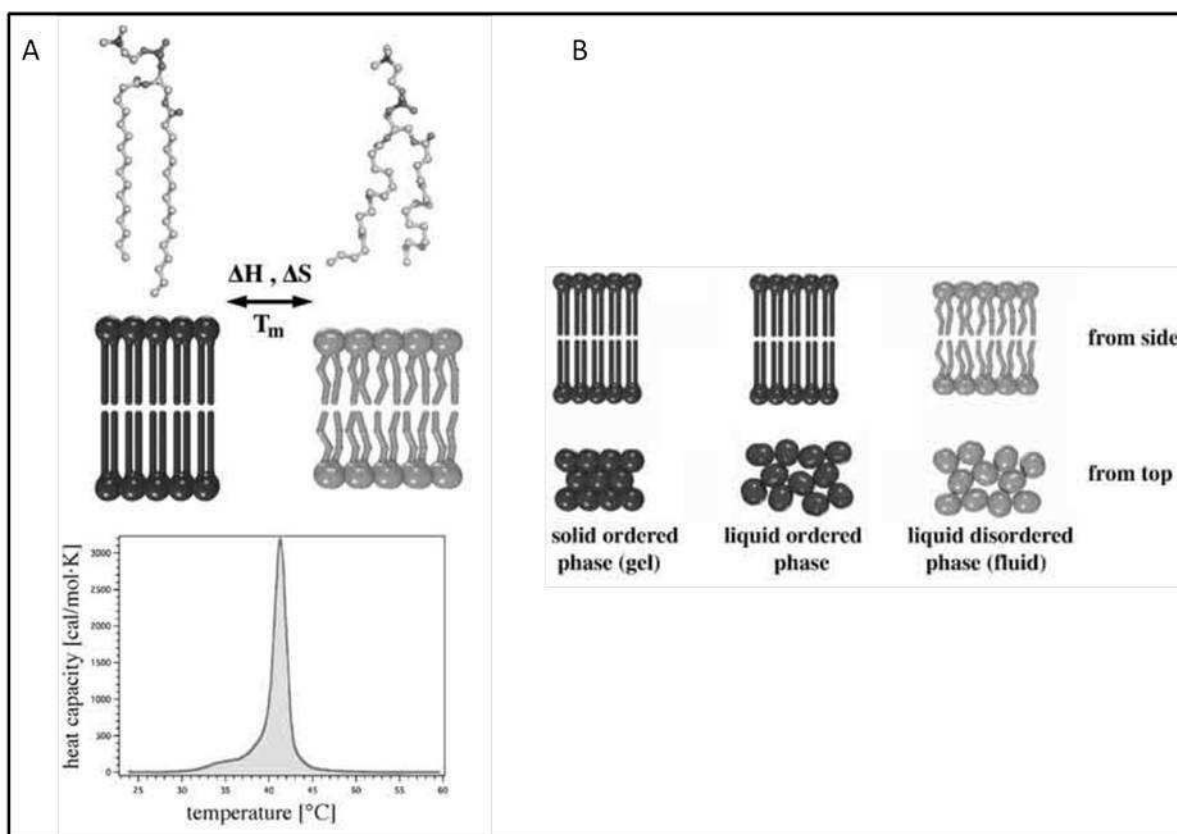 A
B
ΔH , ΔS
Tm
heat capacity [cal/mol·K]
3000
2500
2000
1500
1000
500
0
25 30 35 40 45 50 55 60
temperature [°C]
from side
from top
solid ordered
phase (gel)
liquid ordered
phase
liquid disordered
phase (fluid)